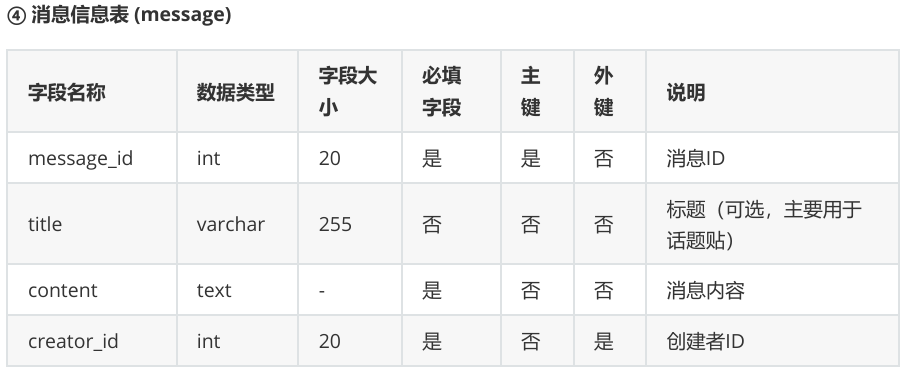 ④ 消息信息表 (message)
字段名称 数据类型 字段大小 必填字段 主键 外键 说明
message_id int 20 是 是 否 消息ID
title varchar 255 否 否 否 标题（可选，主要用于话题贴）
content text - 是 否 否 消息内容
creator_id int 20 是 否 是 创建者ID